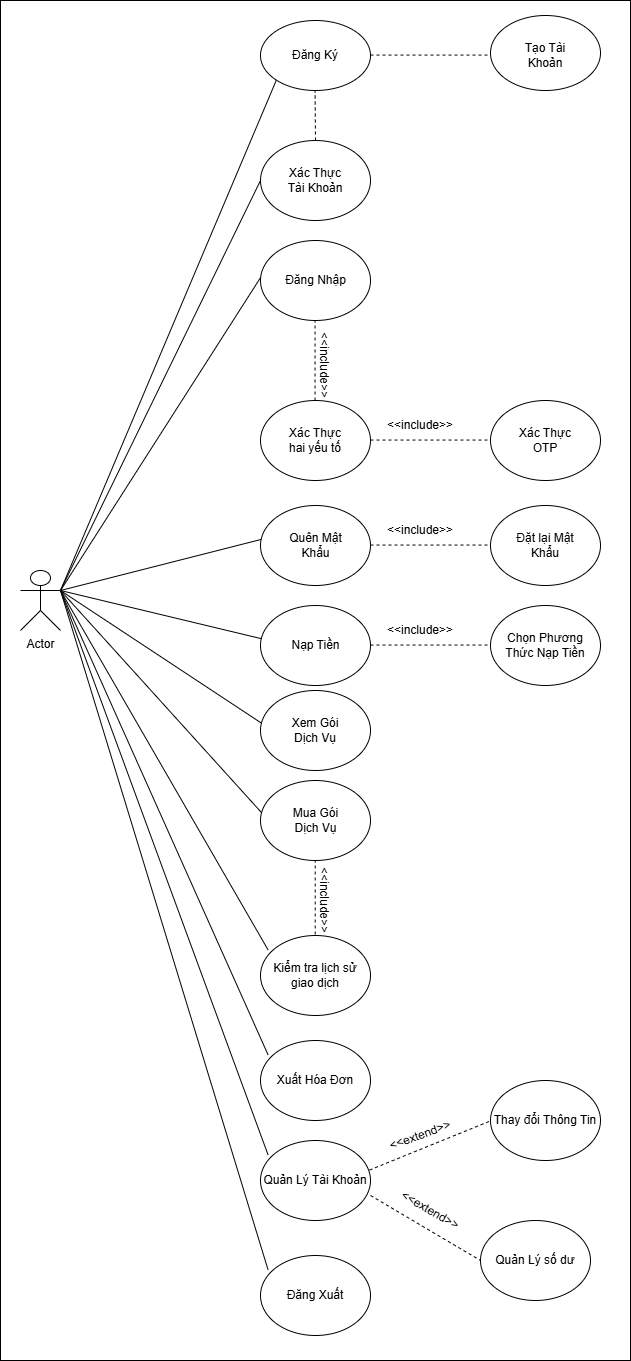 Đăng Ký
Tạo Tài
Khoản
Xác Thực
Tài Khoản
Đăng Nhập
<<include>>
Xác Thực
hai yếu tố
<<include>>
Xác Thực
OTP
Quên Mật
Khẩu
<<include>>
Đặt lại Mật
Khẩu
Actor
Nạp Tiền
<<include>>
Chọn Phương
Thức Nạp Tiền
Xem Gói
Dịch Vụ
Mua Gói
Dịch Vụ
<<include>>
Kiểm tra lịch sử
giao dịch
Xuất Hóa Đơn
Thay đổi Thông Tin
<<extend>>
Quản Lý Tài Khoản
<<extend>>
Quản Lý số dư
Đăng Xuất